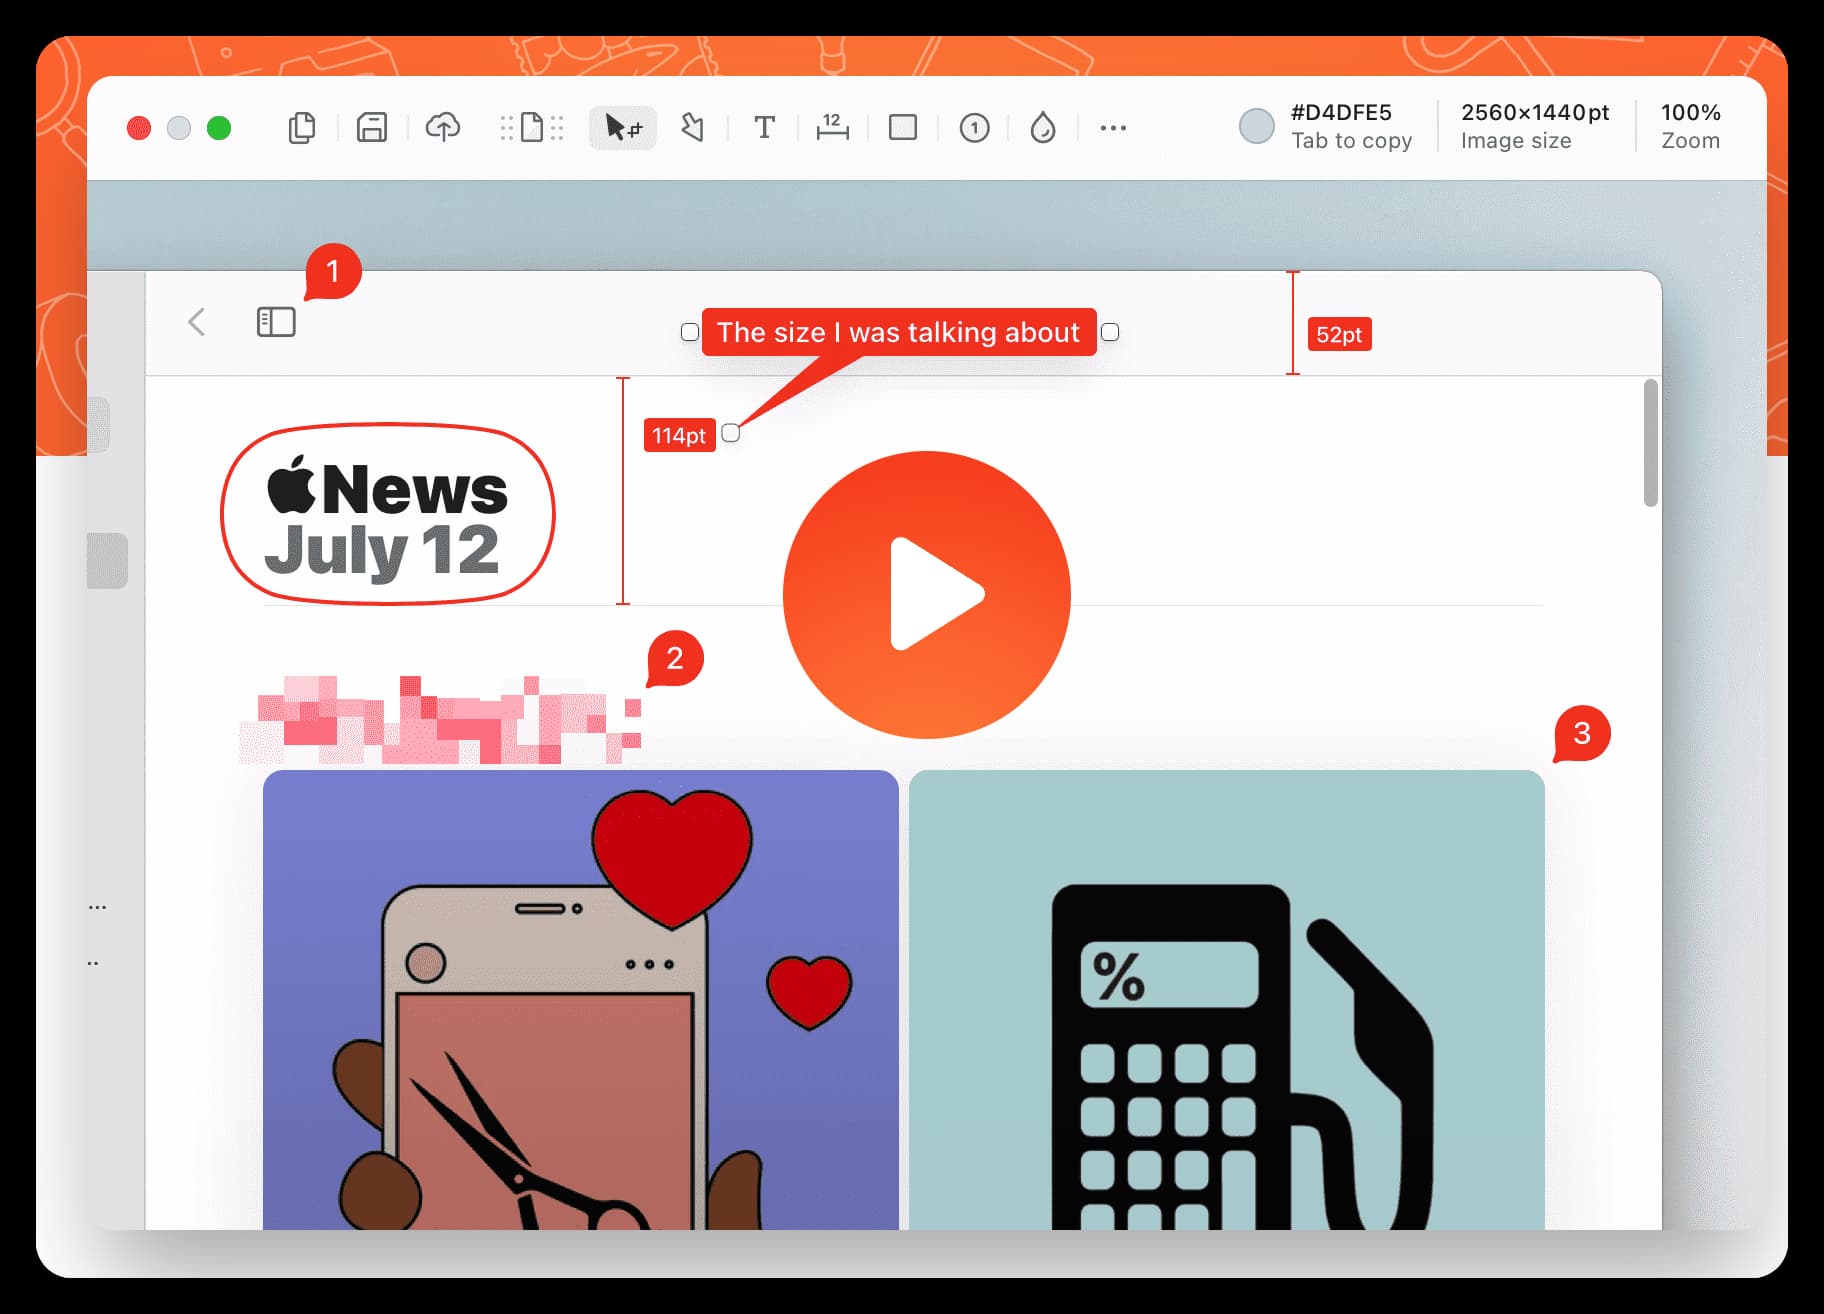 12
#D4DFE5
Tab to copy
2560×1440pt
Image size
100%
Zoom
T
1
1
The size I was talking about
52pt
114pt
News
July 12
2
3
%